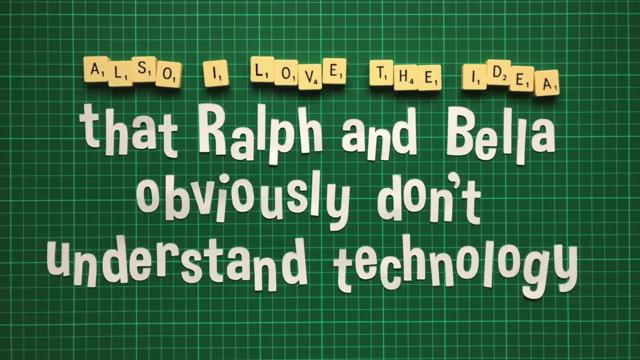 ALSO I LOVE THE IDEA
that Ralph and Bella
obviously don't
understand technology